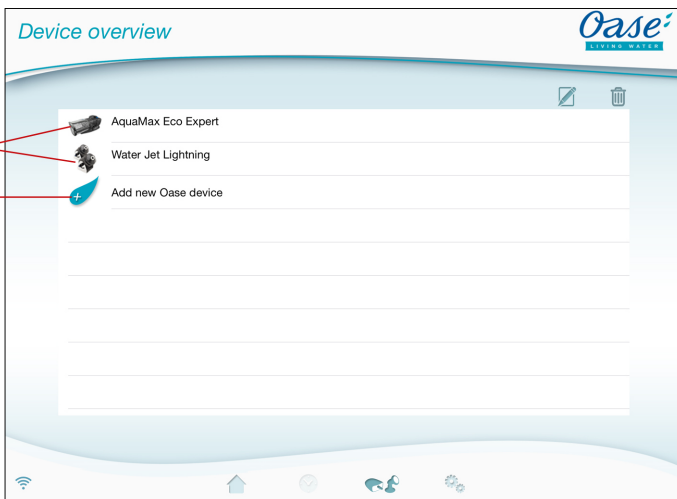 Device overview
Oase
LIVING WATER
AquaMax Eco Expert
Water Jet Lightning
Add new Oase device